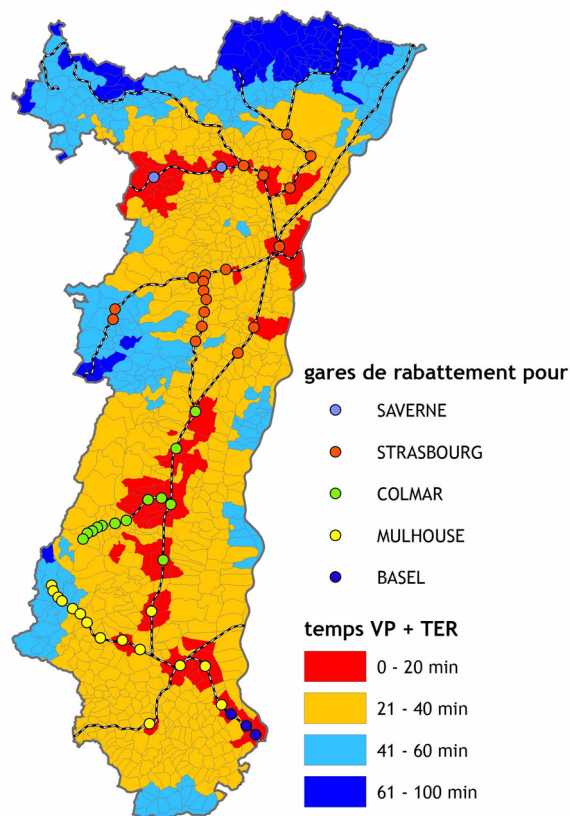 gares de rabattement pour
SAVERNE
STRASBOURG
COLMAR
MULHOUSE
BASEL
temps VP + TER
0 - 20 min
21 - 40 min
41 - 60 min
61 - 100 min